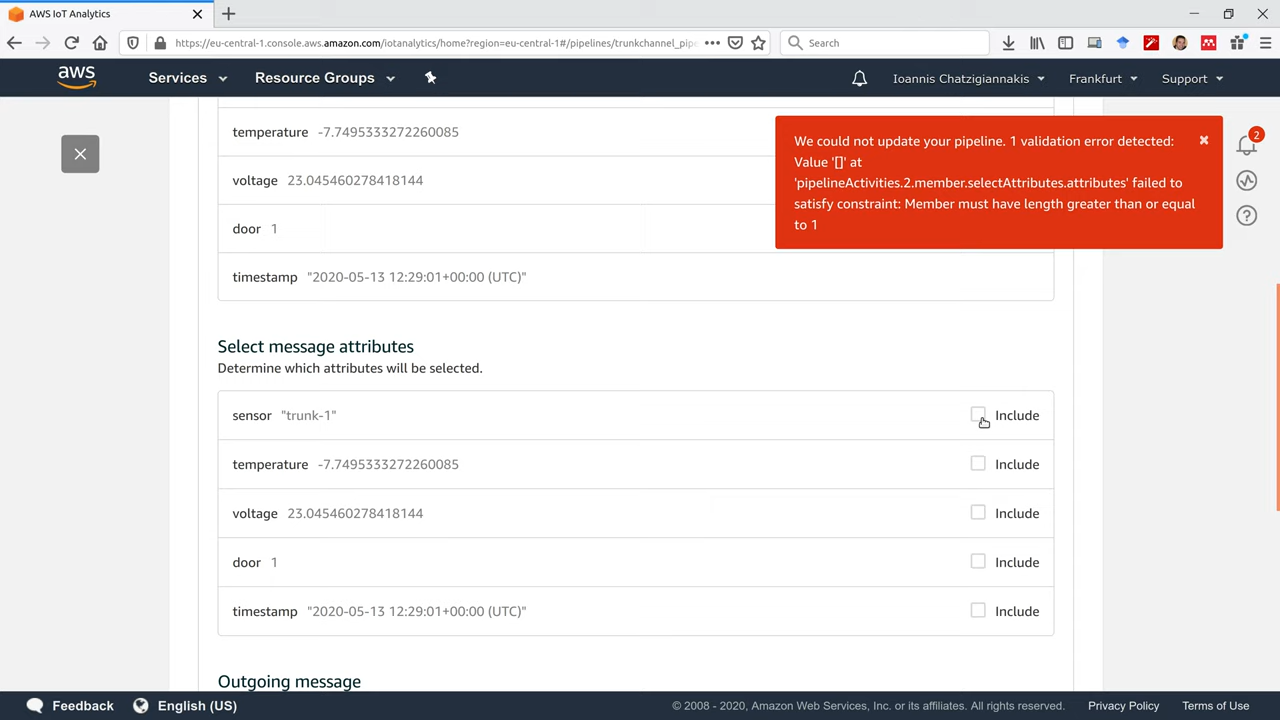 AWS IoT Analytics
https://eu-central-1.console.aws.amazon.com/iotanalytics/home?region=eu-central-1#/pipelines/trunkchannel_pipe
Search
aws
Services
Resource Groups
Ioannis Chatzigiannakis
Frankfurt
Support
temperature -7.7495333272260085
voltage 23.045460278418144
door 1
timestamp "2020-05-13 12:29:01+00:00 (UTC)"
We could not update your pipeline. 1 validation error detected:
Value '[]' at
'pipelineActivities.2.member.selectAttributes.attributes' failed to
satisfy constraint: Member must have length greater than or equal
to 1
2
Select message attributes
Determine which attributes will be selected.
sensor "trunk-1" Include
temperature -7.7495333272260085 Include
voltage 23.045460278418144 Include
door 1 Include
timestamp "2020-05-13 12:29:01+00:00 (UTC)" Include
Outgoing message
Feedback
English (US)
© 2008 - 2020, Amazon Web Services, Inc. or its affiliates. All rights reserved.
Privacy Policy
Terms of Use